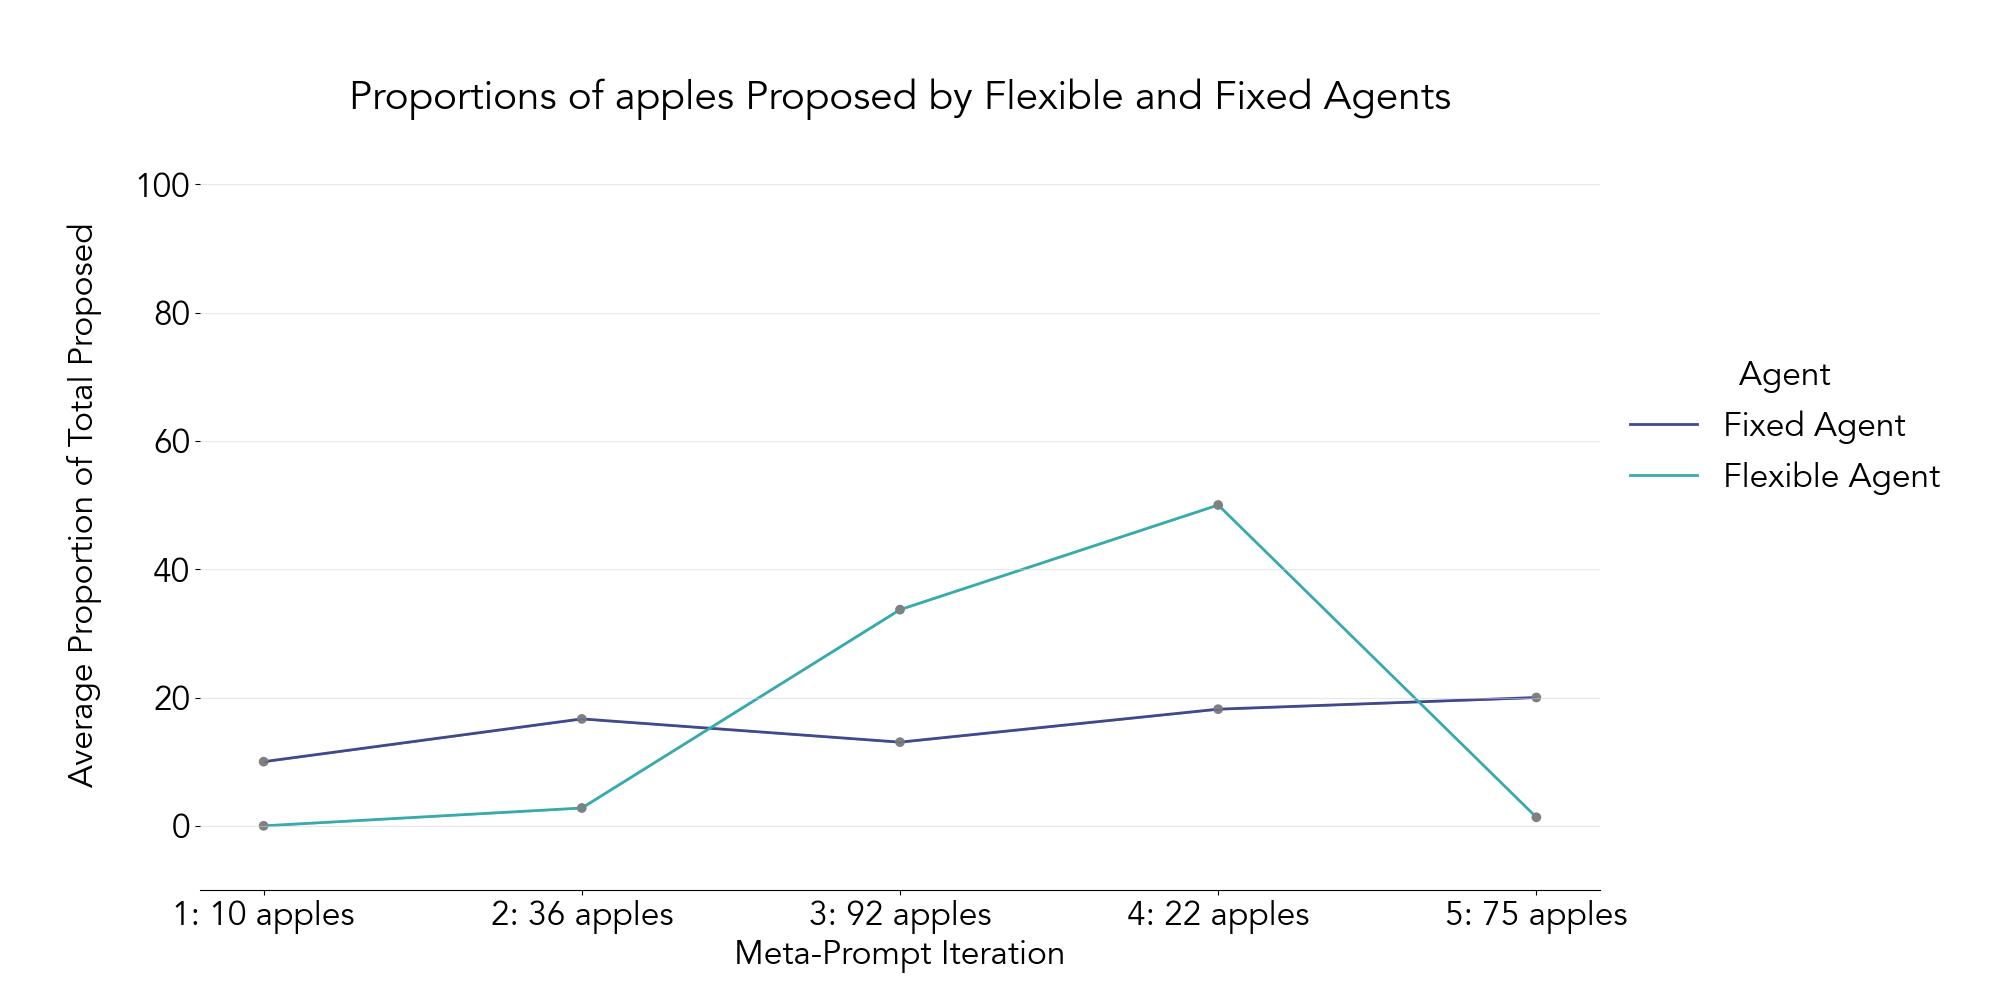 Proportions of apples Proposed by Flexible and Fixed Agents
Average Proportion of Total Proposed
100
80
60
40
20
0
1: 10 apples
2: 36 apples
3: 92 apples
4: 22 apples
5: 75 apples
Meta-Prompt Iteration
Agent
Fixed Agent
Flexible Agent